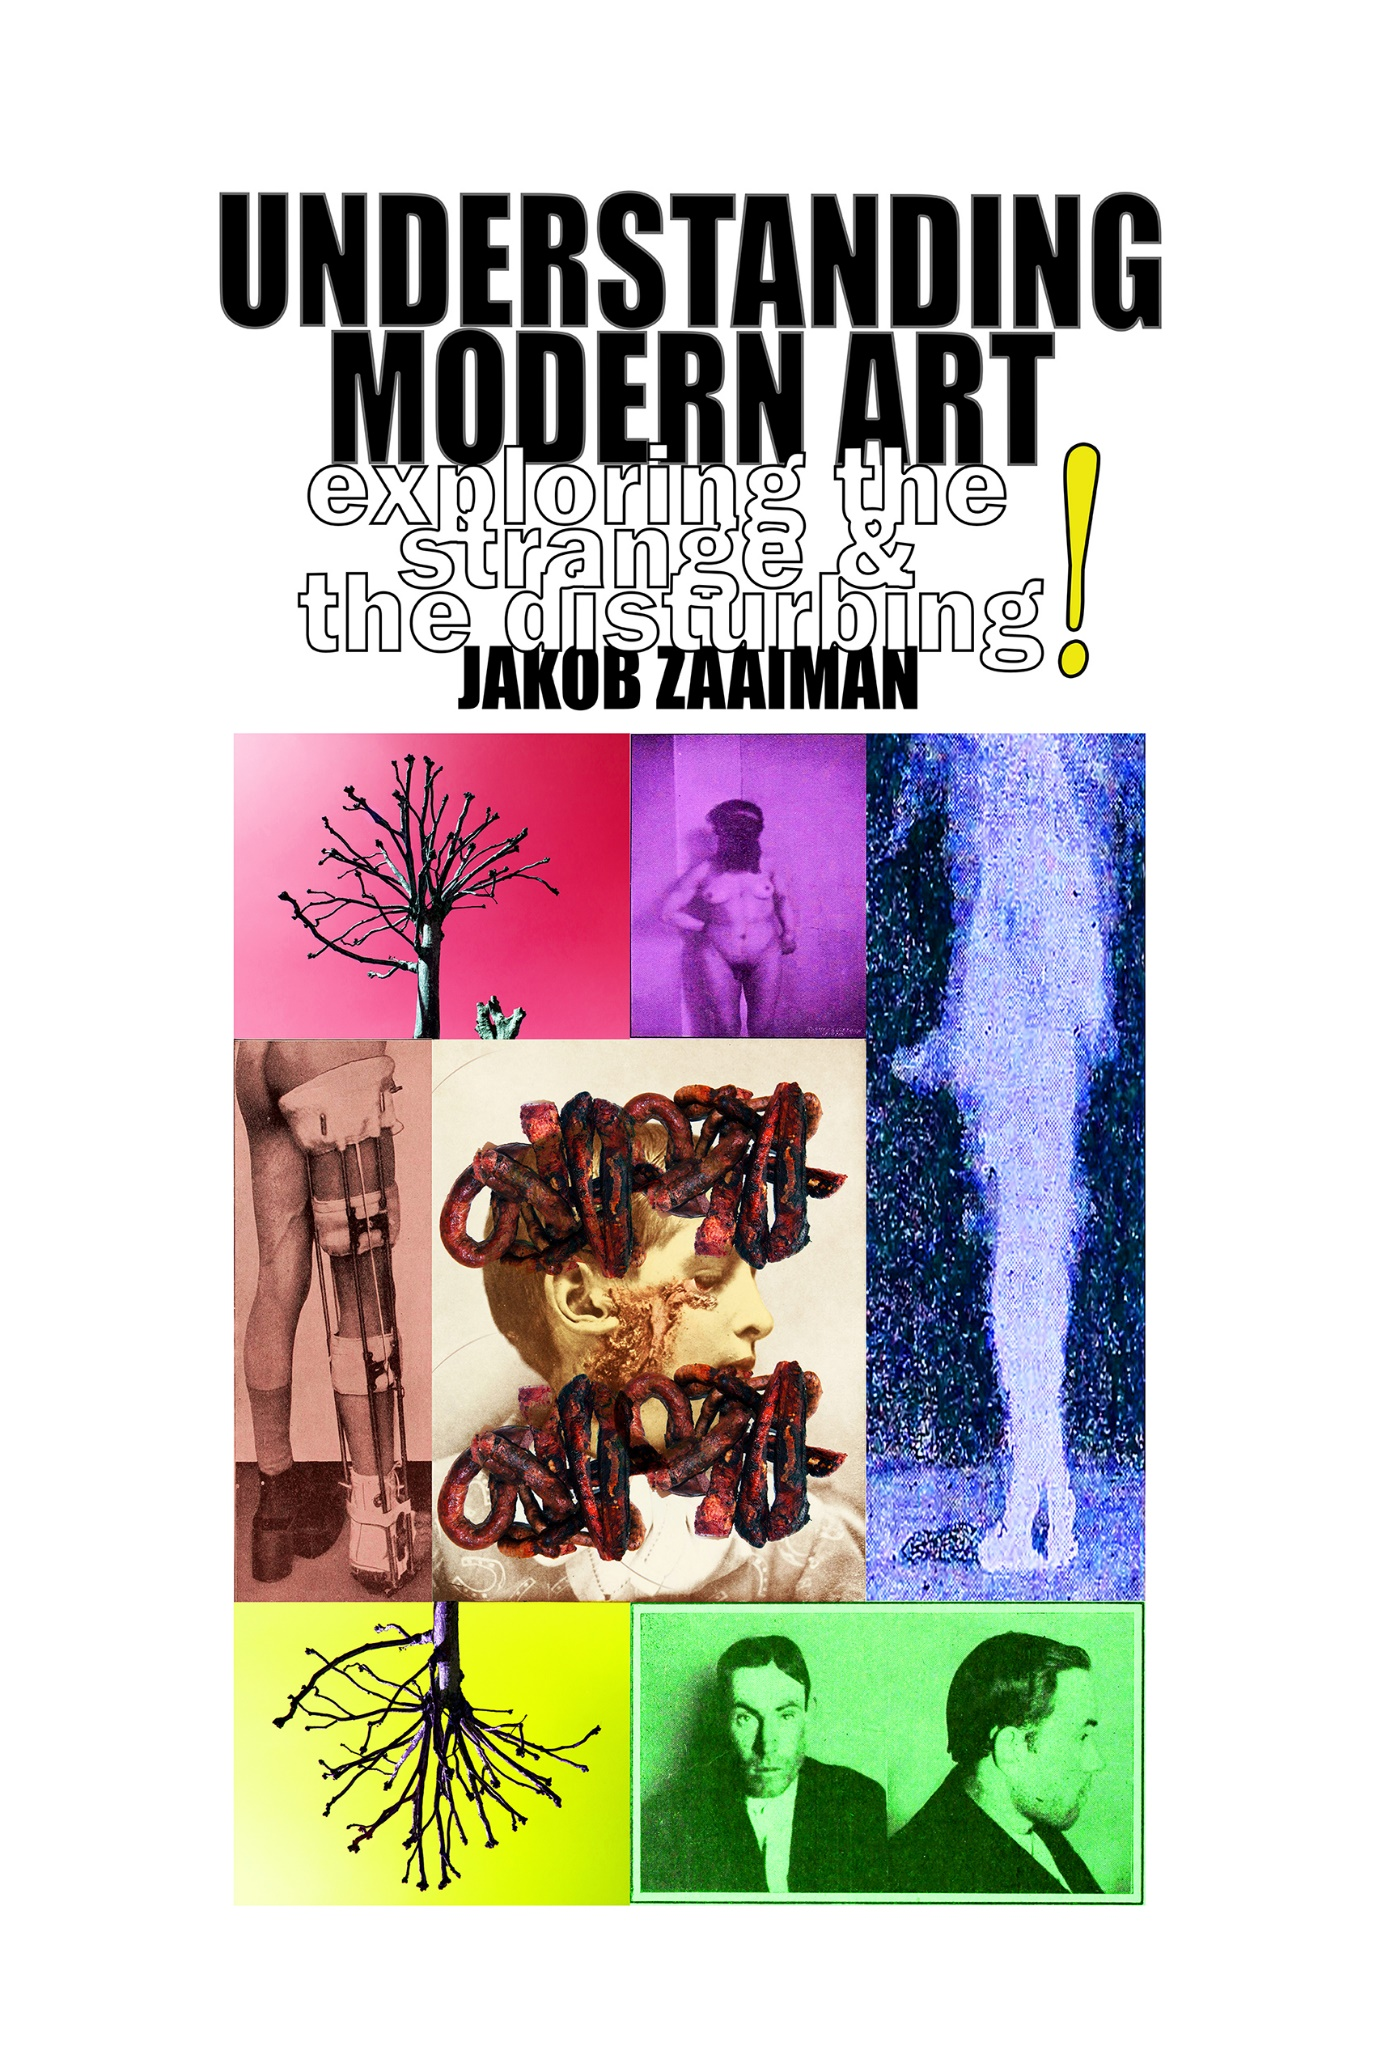 UNDERSTANDING
MODERN ART
exploring the
strange &
the disturbing!
JAKOB ZAAIMAN